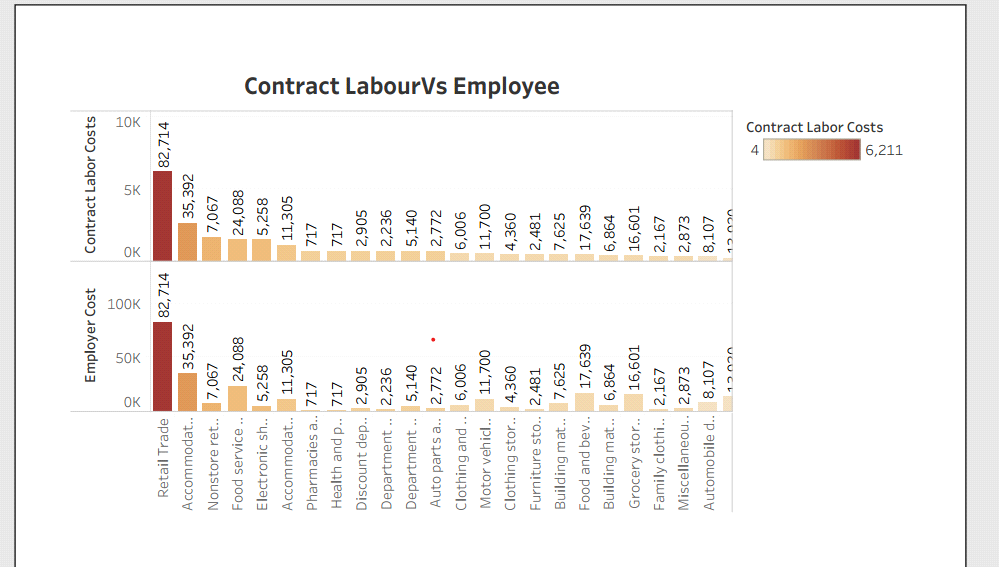 Contract LabourVs Employee
Contract Labor Costs
10K
5K
0K
82,714
35,392
7,067
24,088
5,258
11,305
717
717
2,905
2,236
5,140
2,772
6,006
11,700
4,360
2,481
7,625
17,639
6,864
16,601
2,167
2,873
8,107
Employer Cost
100K
50K
0K
82,714
35,392
7,067
24,088
5,258
11,305
717
717
2,905
2,236
5,140
2,772
6,006
11,700
4,360
2,481
7,625
17,639
6,864
16,601
2,167
2,873
8,107
Retail Trade
Accommodat..
Nonstore ret..
Food service ..
Electronic sh..
Accommodat..
Pharmacies a..
Health and p..
Discount dep..
Department ..
Department ..
Auto parts a..
Clothing and ..
Motor vehicl..
Clothing stor..
Furniture sto..
Building mat..
Food and bev..
Building mat..
Grocery stor..
Family clothi..
Miscellaneou..
Automobile d..
Contract Labor Costs
4 6,211